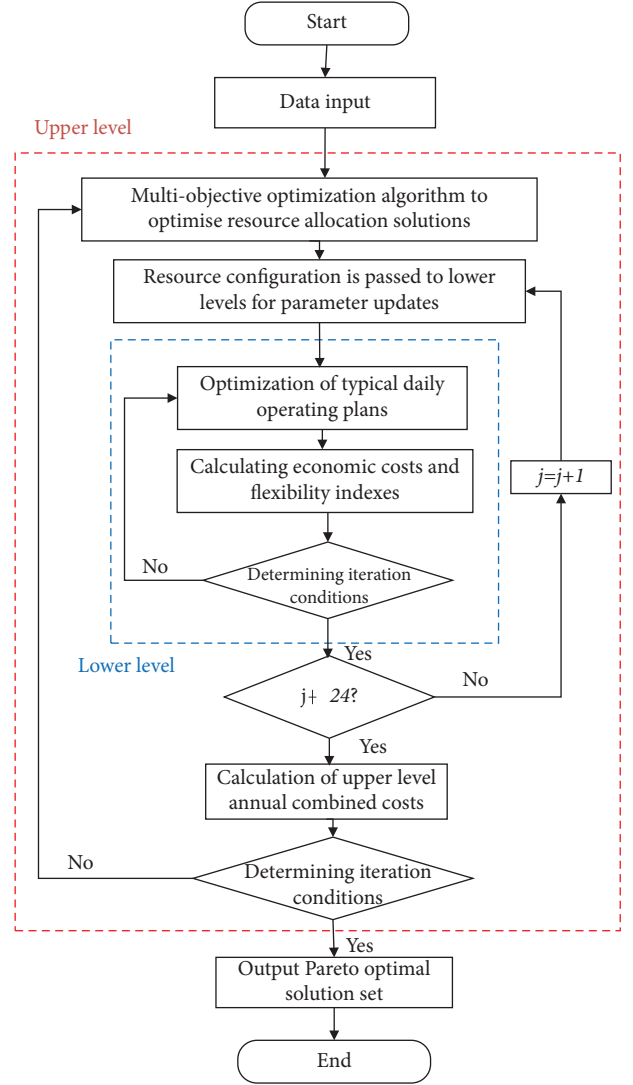 Start
Data input
Upper level
Multi-objective optimization algorithm to
optimise resource allocation solutions
Resource configuration is passed to lower
levels for parameter updates
Optimization of typical daily
operating plans
Calculating economic costs and
flexibility indexes
j=j+1
No
Determining iteration
conditions
Yes
Lower level
No
j† 24?
Yes
Calculation of upper level
annual combined costs
No
Determining iteration
conditions
Yes
Output Pareto optimal
solution set
End